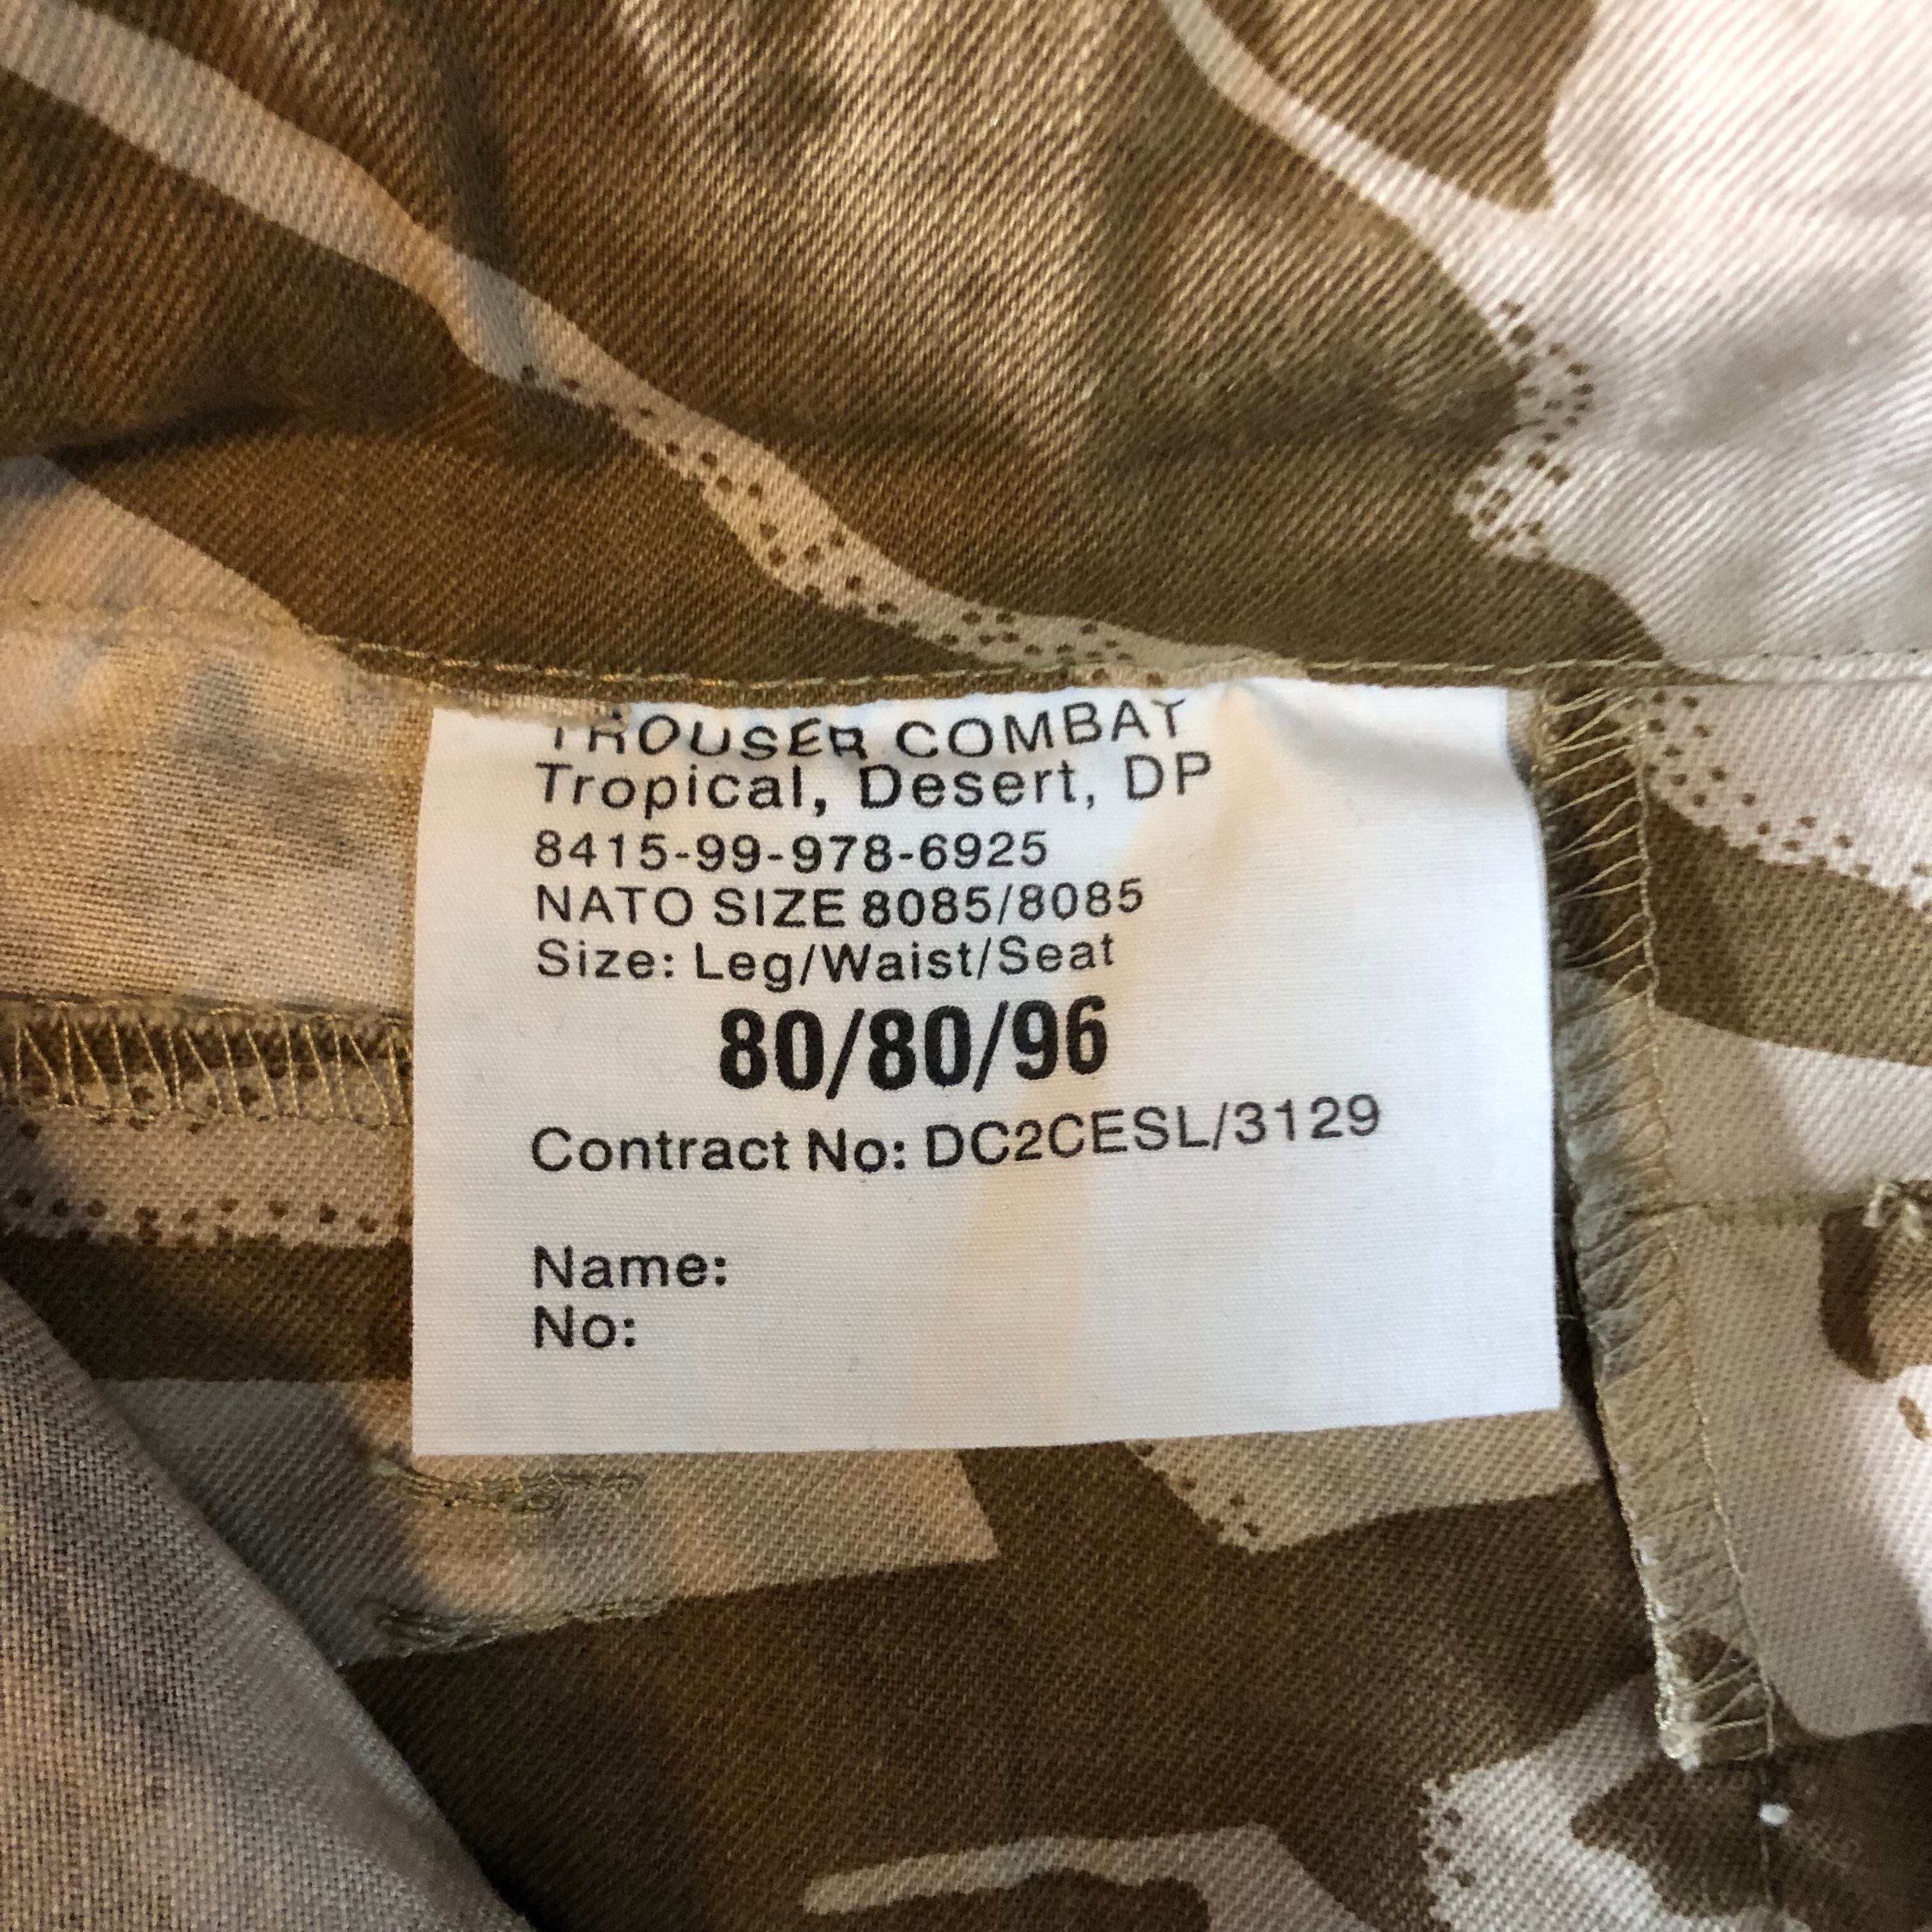 TROUSER COMBAT
Tropical, Desert, DP
8415-99-978-6925
NATO SIZE 8085/8085
Size: Leg/Waist/Seat
80/80/96
Contract No: DC2CESL/3129
Name:
No: